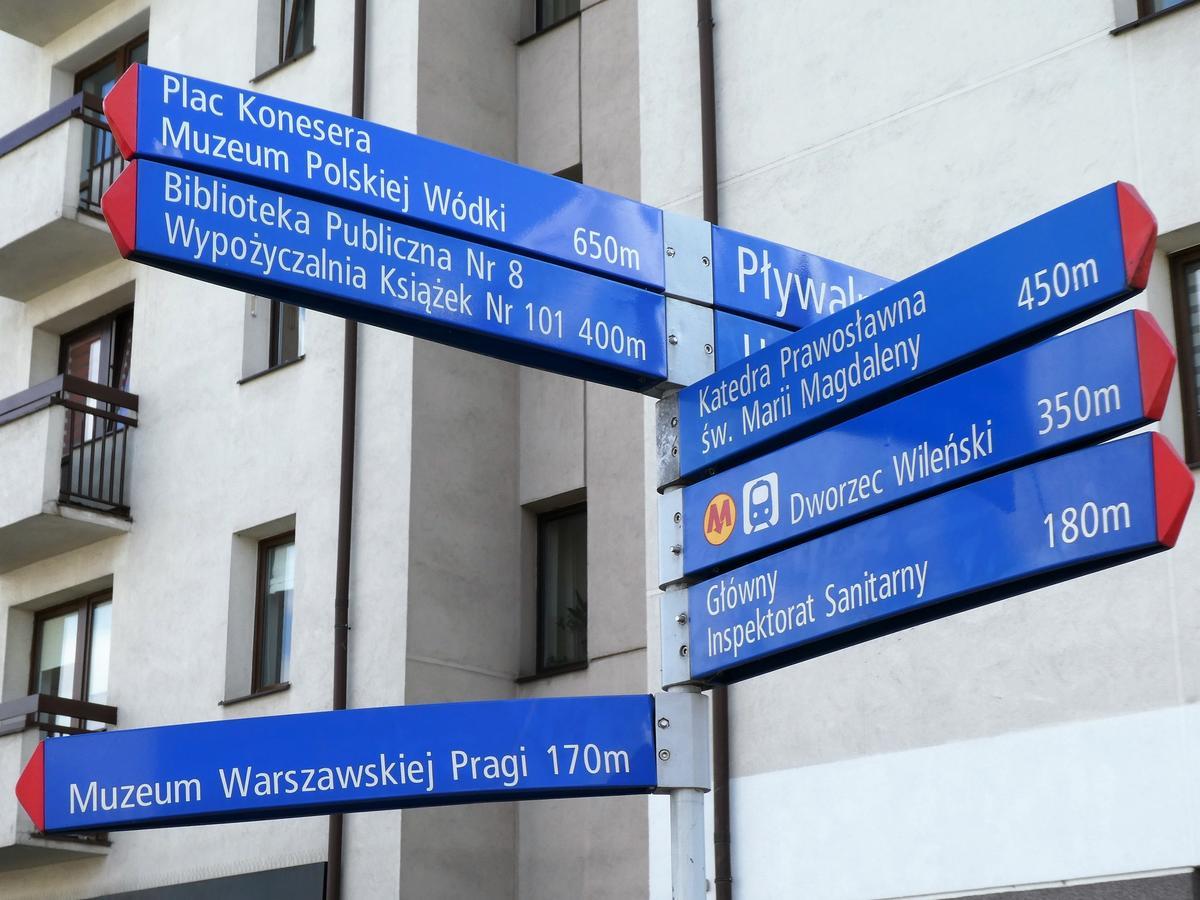 Plac Konesera
Muzeum Polskiej Wódki 650m
Biblioteka Publiczna Nr 8
Wypożyczalnia Książek Nr 101 400m
Katedra Prawosławna
św. Marii Magdaleny 450m
M Dworzec Wileński 350m
Główny
Inspektorat Sanitarny 180m
Muzeum Warszawskiej Pragi 170m